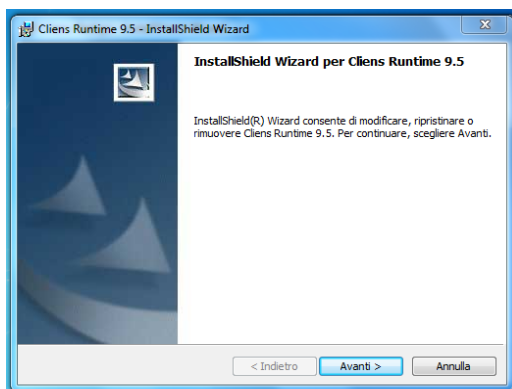 Cliens Runtime 9.5 - InstallShield Wizard
InstallShield Wizard per Cliens Runtime 9.5
InstallShield(R) Wizard consente di modificare, ripristinare o
rimuovere Cliens Runtime 9.5. Per continuare, scegliere Avanti.
< Indietro
Avanti >
Annulla